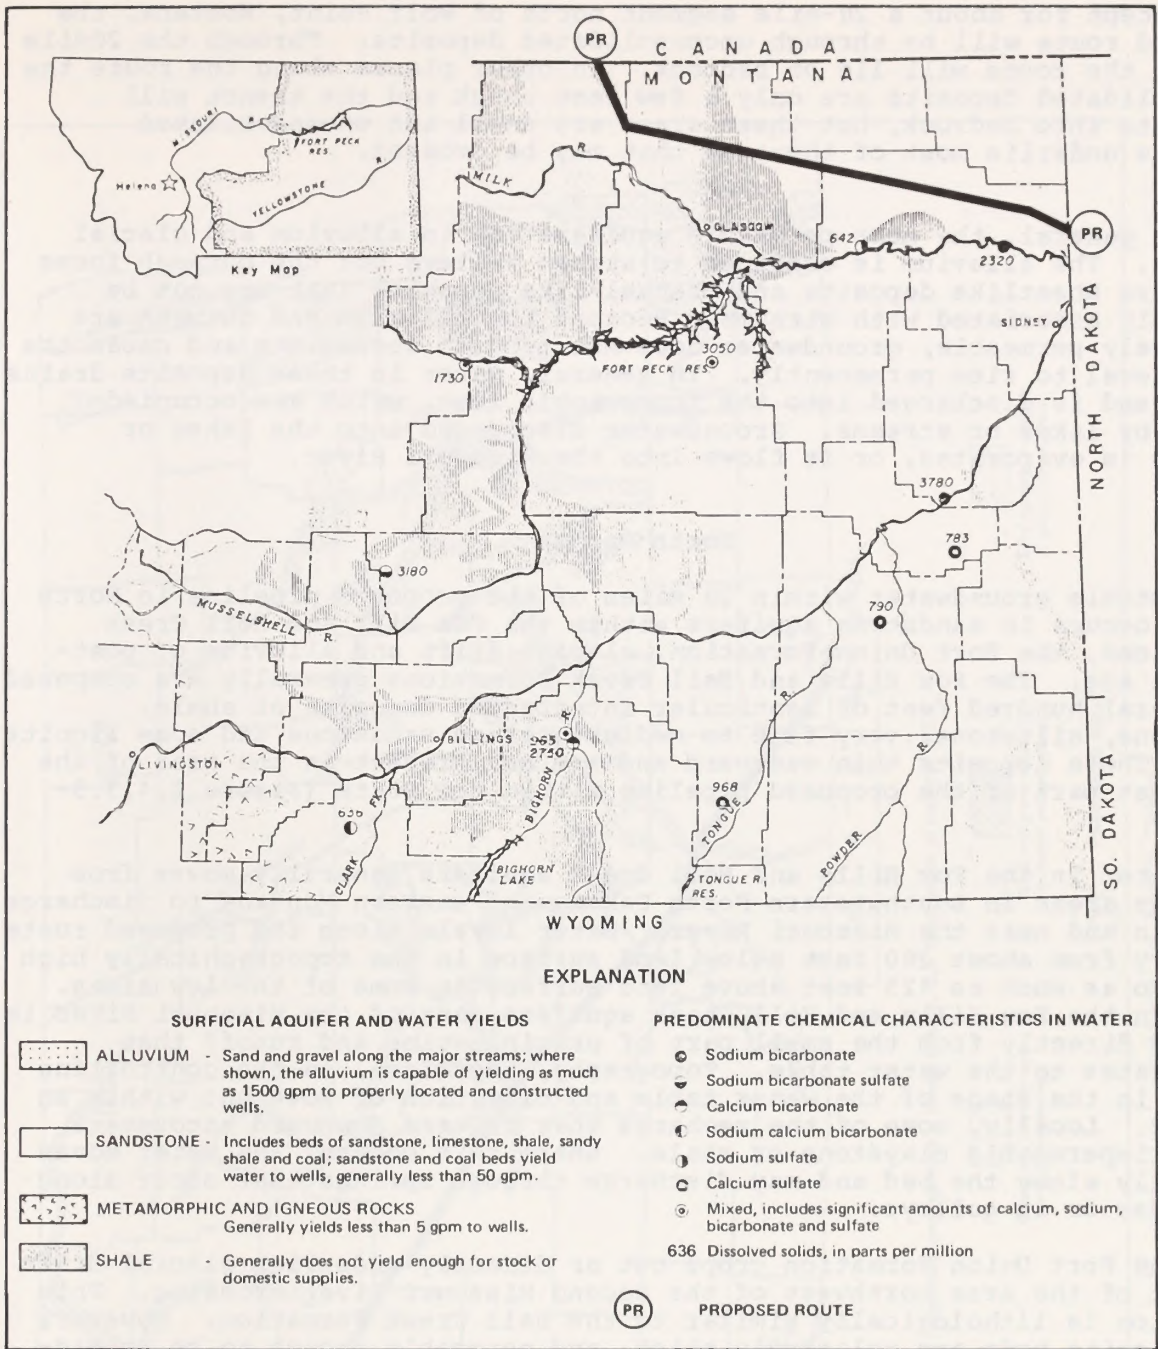 PR
CANADA
MONTANA
MISSOURI
R.
FORT PECK
RES.
Helena
YELLOWSTONE
R.
Key Map
MILK
R.
GLASGOW
642
2320
PR
SIDNEY
NORTH DAKOTA
1730
3050
FORT PECK RES
3780
783
3180
790
MUSSELSHELL
R.
BILLINGS
2750
R
BIGHORN
LIVINGSTON
968
R.
TONGUE
R
POWDER
CLARK
FK
BIGHORN
LAKE
TONGUE R
RES.
SO. DAKOTA
WYOMING
EXPLANATION
SURFICIAL AQUIFER AND WATER YIELDS
ALLUVIUM - Sand and gravel along the major streams; where
shown, the alluvium is capable of yielding as much
as 1500 gpm to properly located and constructed
wells.
SANDSTONE - Includes beds of sandstone, limestone, shale, sandy
shale and coal; sandstone and coal beds yield
water to wells, generally less than 50 gpm.
METAMORPHIC AND IGNEOUS ROCKS
Generally yields less than 5 gpm to wells.
SHALE - Generally does not yield enough for stock or
domestic supplies.
PREDOMINATE CHEMICAL CHARACTERISTICS IN WATER
Sodium bicarbonate
Sodium bicarbonate sulfate
Calcium bicarbonate
Sodium calcium bicarbonate
Sodium sulfate
Calcium sulfate
Mixed, includes significant amounts of calcium, sodium,
bicarbonate and sulfate
636 Dissolved solids, in parts per million
PR PROPOSED ROUTE